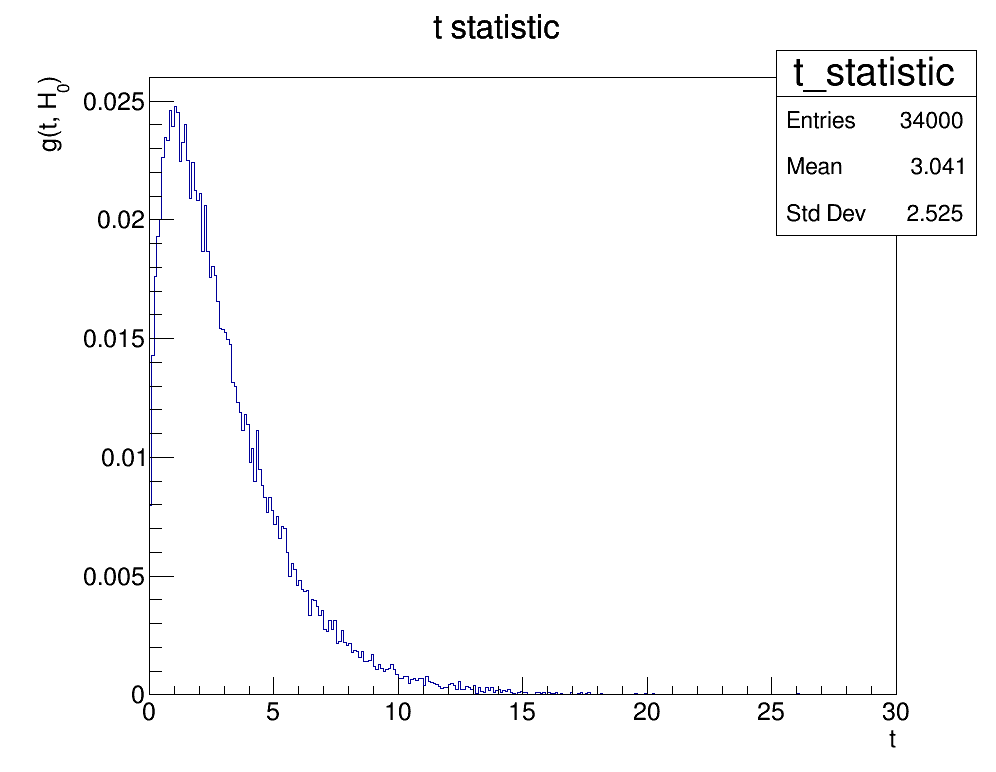 t statistic
t_statistic
Entries 34000
Mean 3.041
Std Dev 2.525
g(t, H₀)
0.025
0.02
0.015
0.01
0.005
0
0 5 10 15 20 25 30
t